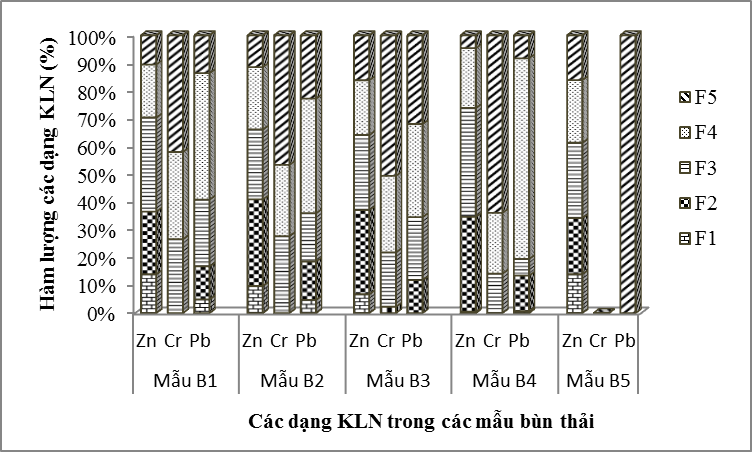 Hàm lượng các dạng KLN (%)
100%
90%
80%
70%
60%
50%
40%
30%
20%
10%
0%
Zn Cr Pb Zn Cr Pb Zn Cr Pb Zn Cr Pb Zn Cr Pb
Mẫu B1 Mẫu B2 Mẫu B3 Mẫu B4 Mẫu B5
Các dạng KLN trong các mẫu bùn thải
F5
F4
F3
F2
F1